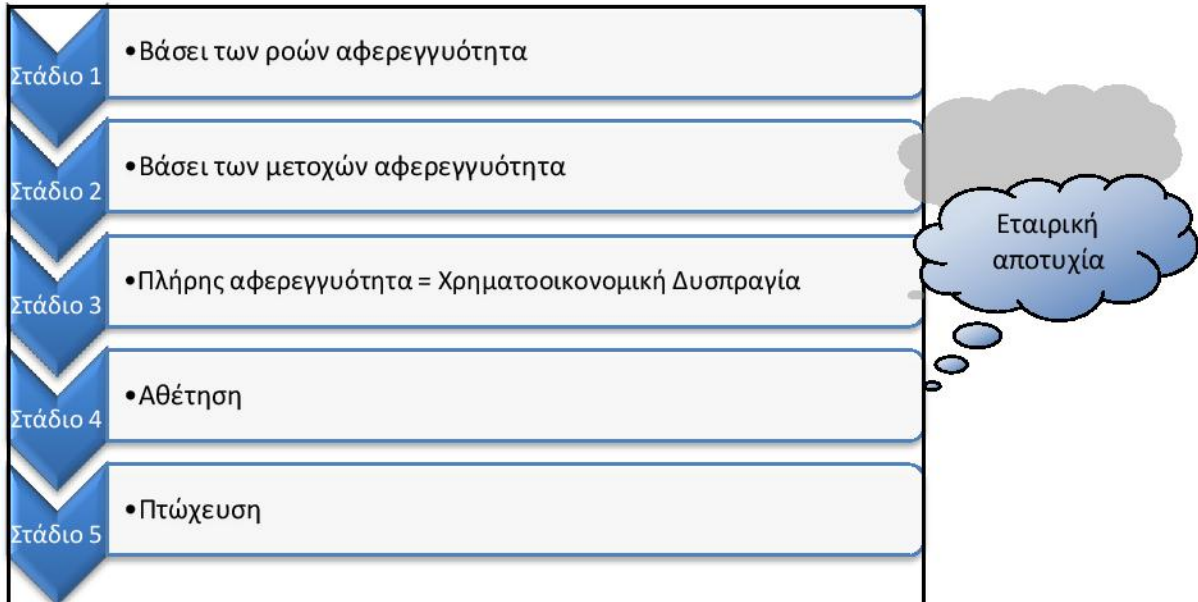 Στάδιο 1
•Βάσει των ροών αφερεγγυότητα
Στάδιο 2
•Βάσει των μετοχών αφερεγγυότητα
Στάδιο 3
•Πλήρης αφερεγγυότητα = Χρηματοοικονομική Δυσπραγία
Στάδιο 4
•Αθέτηση
Στάδιο 5
•Πτώχευση
Εταιρική
αποτυχία